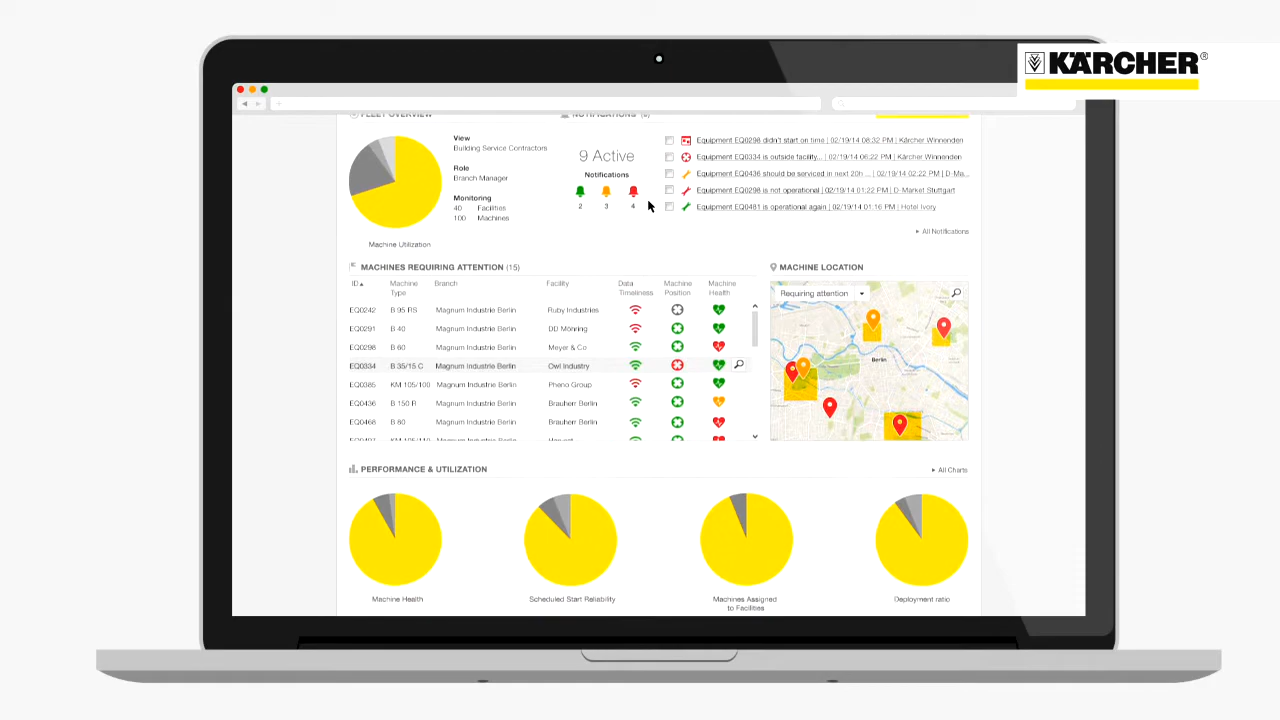 KÄRCHER®
FLEET OVERVIEW
NOTIFICATIONS
View
Building Service Contractors
Role
Branch Manager
Monitoring
40 Facilities
100 Machines
Machine Utilization
9 Active
Notifications
2 3 4
Equipment EQ0298 didn't start on time | 02/19/14 08:32 PM | Kärcher Winnenden
Equipment EQ0334 is outside facility... | 02/19/14 06:22 PM | Kärcher Winnenden
Equipment EQ0436 should be serviced in next 20h ... | 02/19/14 02:22 PM | D-Ma...
Equipment EQ0298 is not operational | 02/19/14 01:22 PM | D-Market Stuttgart
Equipment EQ0481 is operational again | 02/19/14 01:16 PM | Hotel Ivory
All Notifications
MACHINES REQUIRING ATTENTION (15)
ID Machine Type Branch Facility Data Timeliness Machine Position Machine Health
EQ0242 B 95 RS Magnum Industrie Berlin Ruby Industries
EQ0291 B 40 Magnum Industrie Berlin DD Mönning
EQ0298 B 60 Magnum Industrie Berlin Meyer & Co
EQ0334 B 35/15 C Magnum Industrie Berlin Owl Industry
EQ0385 KM 105/100 Magnum Industrie Berlin Pheno Group
EQ0436 B 150 R Magnum Industrie Berlin Brauherr Berlin
EQ0468 B 80 Magnum Industrie Berlin Brauherr Berlin
Magnum Industrie Berlin
MACHINE LOCATION
Requiring attention
Berlin
PERFORMANCE & UTILIZATION
All Charts
Machine Health
Scheduled Start Reliability
Machines Assigned
to Facilities
Deployment ratio